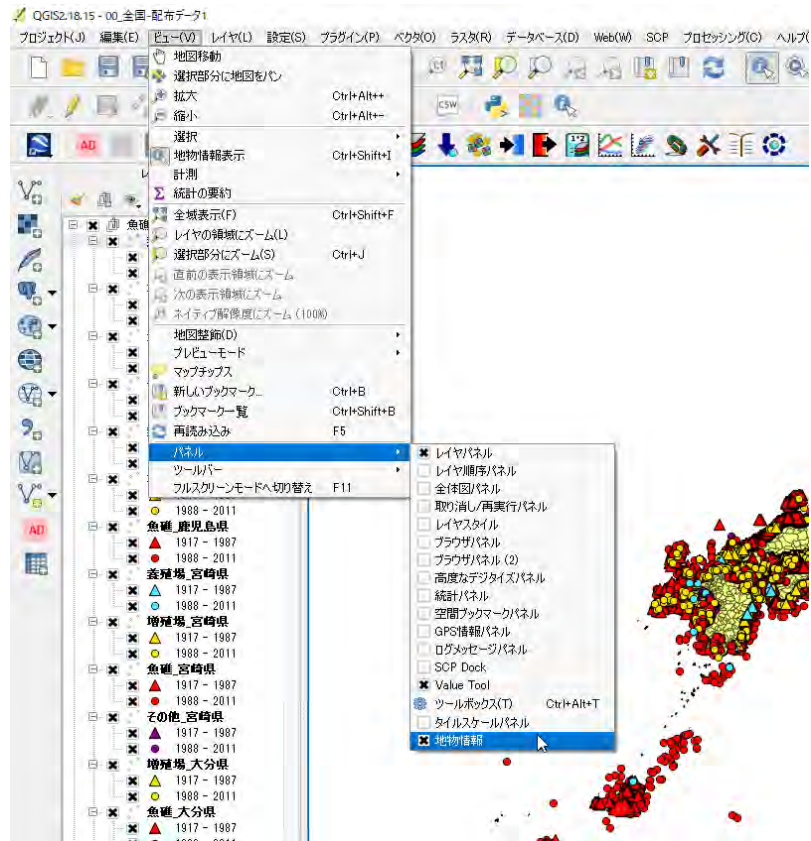 QGIS2.18.15 - 00_全国-配布データ1
プロジェクト(J) 編集(E) ビュー(V) レイヤ(L) 設定(S) プラグイン(P) ベクタ(O) ラスタ(R) データベース(D) Web(W) SCP プロセッシング(C) ヘルプ(
地図移動
選択部分に地図をパン
拡大 Ctrl+Alt++
縮小 Ctrl+Alt+-
選択
地物情報表示 Ctrl+Shift+I
計測
統計の要約
全域表示(F) Ctrl+Shift+F
レイヤの領域にズーム(L)
選択部分にズーム(S) Ctrl+J
直前の表示領域にズーム
次の表示領域にズーム
ネイティブ解像度にズーム (100%)
地図整飾(D)
プレビューモード
マップチップス
新しいブックマーク... Ctrl+B
ブックマーク一覧 Ctrl+Shift+B
再読み込み F5
パネル
ツールバー
フルスクリーンモードへ切り替え F11
レイヤパネル
レイヤ順序パネル
全体図パネル
取り消し/再実行パネル
レイヤスタイル
ブラウザパネル
ブラウザパネル (2)
高度なデジタイズパネル
統計パネル
空間ブックマークパネル
GPS情報パネル
ログメッセージパネル
SCP Dock
Value Tool
ツールボックス(T) Ctrl+Alt+T
タイルスケールパネル
地物情報
CSW
AD
AD
魚礁
1988 - 2011
魚礁_鹿児島県
1917 - 1987
1988 - 2011
養殖場_宮崎県
1917 - 1987
1988 - 2011
増殖場_宮崎県
1917 - 1987
1988 - 2011
魚礁_宮崎県
1917 - 1987
1988 - 2011
その他_宮崎県
1917 - 1987
1988 - 2011
増殖場_大分県
1917 - 1987
1988 - 2011
魚礁_大分県
1917 - 1987